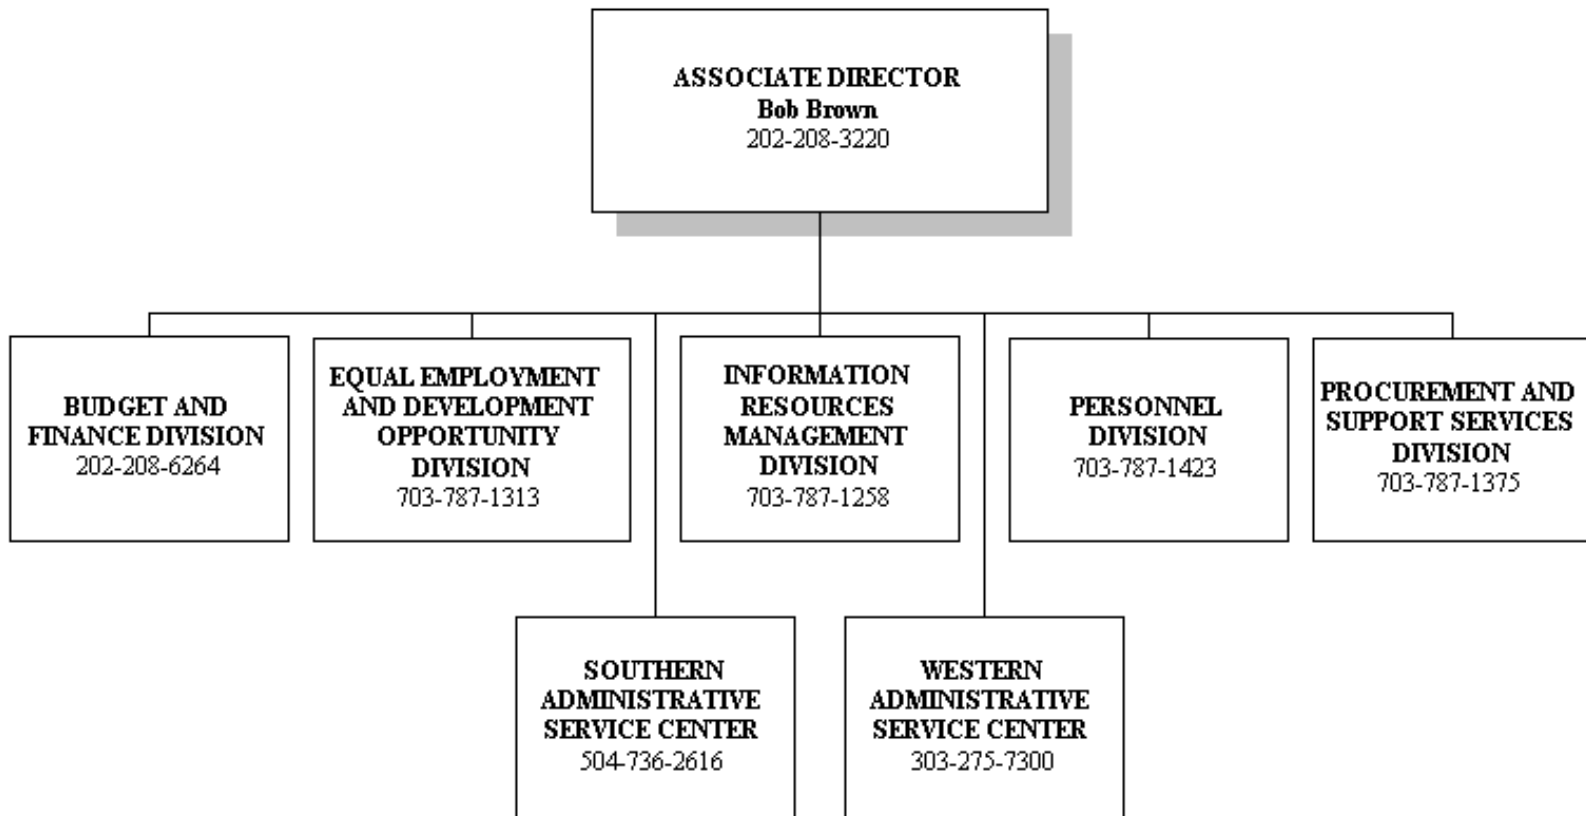 ASSOCIATE DIRECTOR
Bob Brown
202-208-3220
BUDGET AND
FINANCE DIVISION
202-208-6264
EQUAL EMPLOYMENT
AND DEVELOPMENT
OPPORTUNITY
DIVISION
703-787-1313
INFORMATION
RESOURCES
MANAGEMENT
DIVISION
703-787-1258
PERSONNEL
DIVISION
703-787-1423
PROCUREMENT AND
SUPPORT SERVICES
DIVISION
703-787-1375
SOUTHERN
ADMINISTRATIVE
SERVICE CENTER
504-736-2616
WESTERN
ADMINISTRATIVE
SERVICE CENTER
303-275-7300